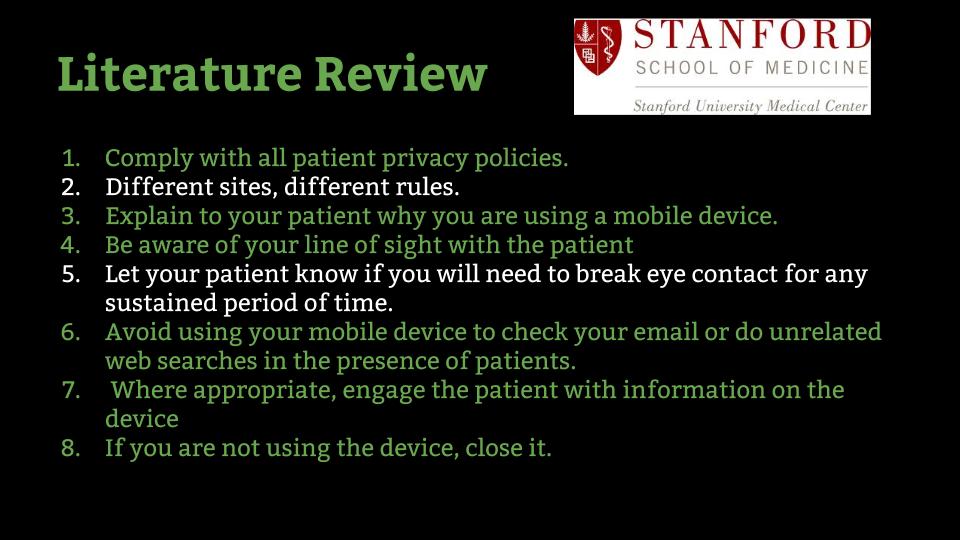 Literature Review
STANFORD
SCHOOL OF MEDICINE
Stanford University Medical Center
1. Comply with all patient privacy policies.
2. Different sites, different rules.
3. Explain to your patient why you are using a mobile device.
4. Be aware of your line of sight with the patient
5. Let your patient know if you will need to break eye contact for any
sustained period of time.
6. Avoid using your mobile device to check your email or do unrelated
web searches in the presence of patients.
7. Where appropriate, engage the patient with information on the
device
8. If you are not using the device, close it.